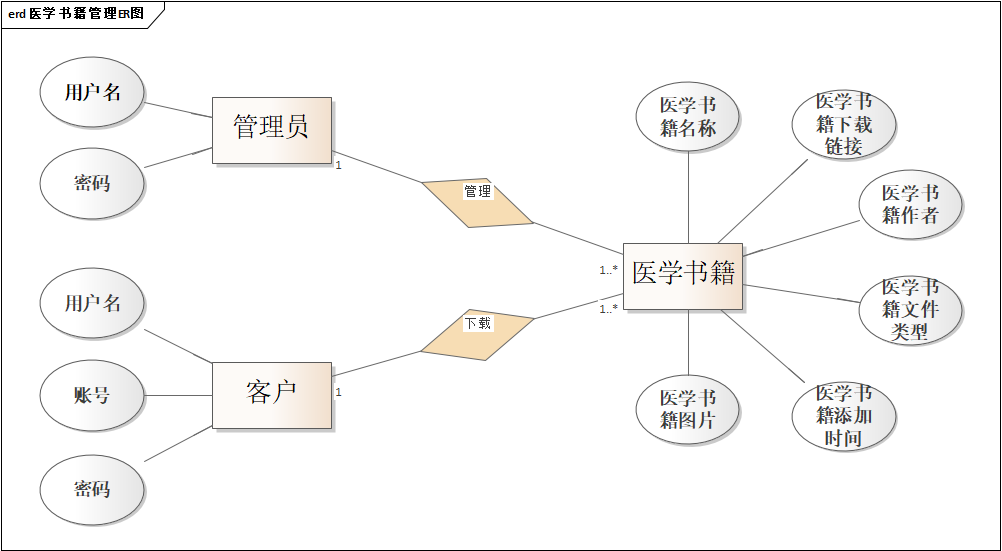 erd 医学书籍管理ER图
用户名
密码
管理员
1
管理
医学书
籍名称
医学书
籍下载
链接
医学书
籍作者
1..*
医学书籍
1..*
医学书
籍文件
类型
用户名
下载
账号
客户
1
医学书
籍图片
医学书
籍添加
时间
密码